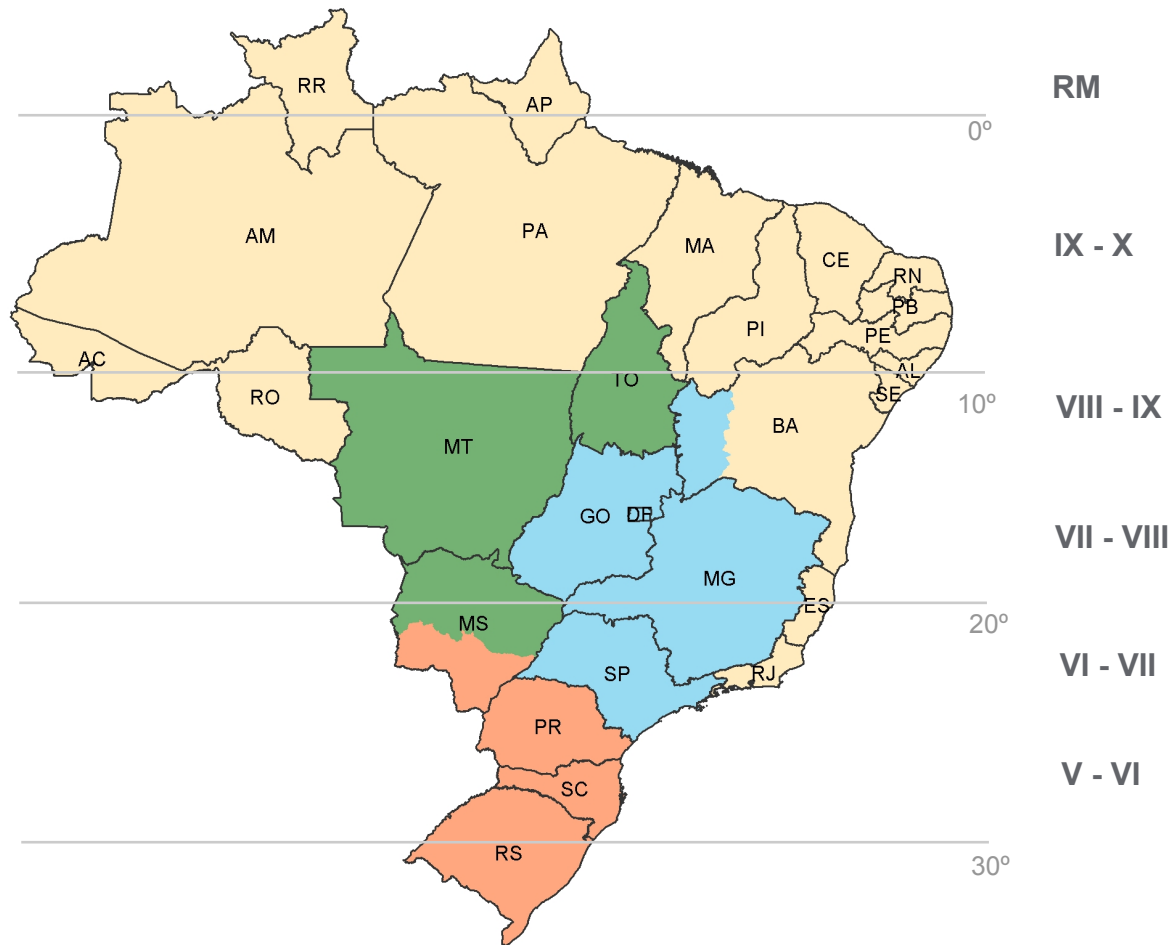 RR
RM
AP
0º
AM
PA
MA
IX - X
CE
RN
PB
PI
PE
AC
AL
TO
SE
RO
10º
VIII - IX
BA
MT
GO
DF
VII - VIII
MG
ES
MS
20º
VI - VII
SP
RJ
PR
V - VI
SC
RS
30º